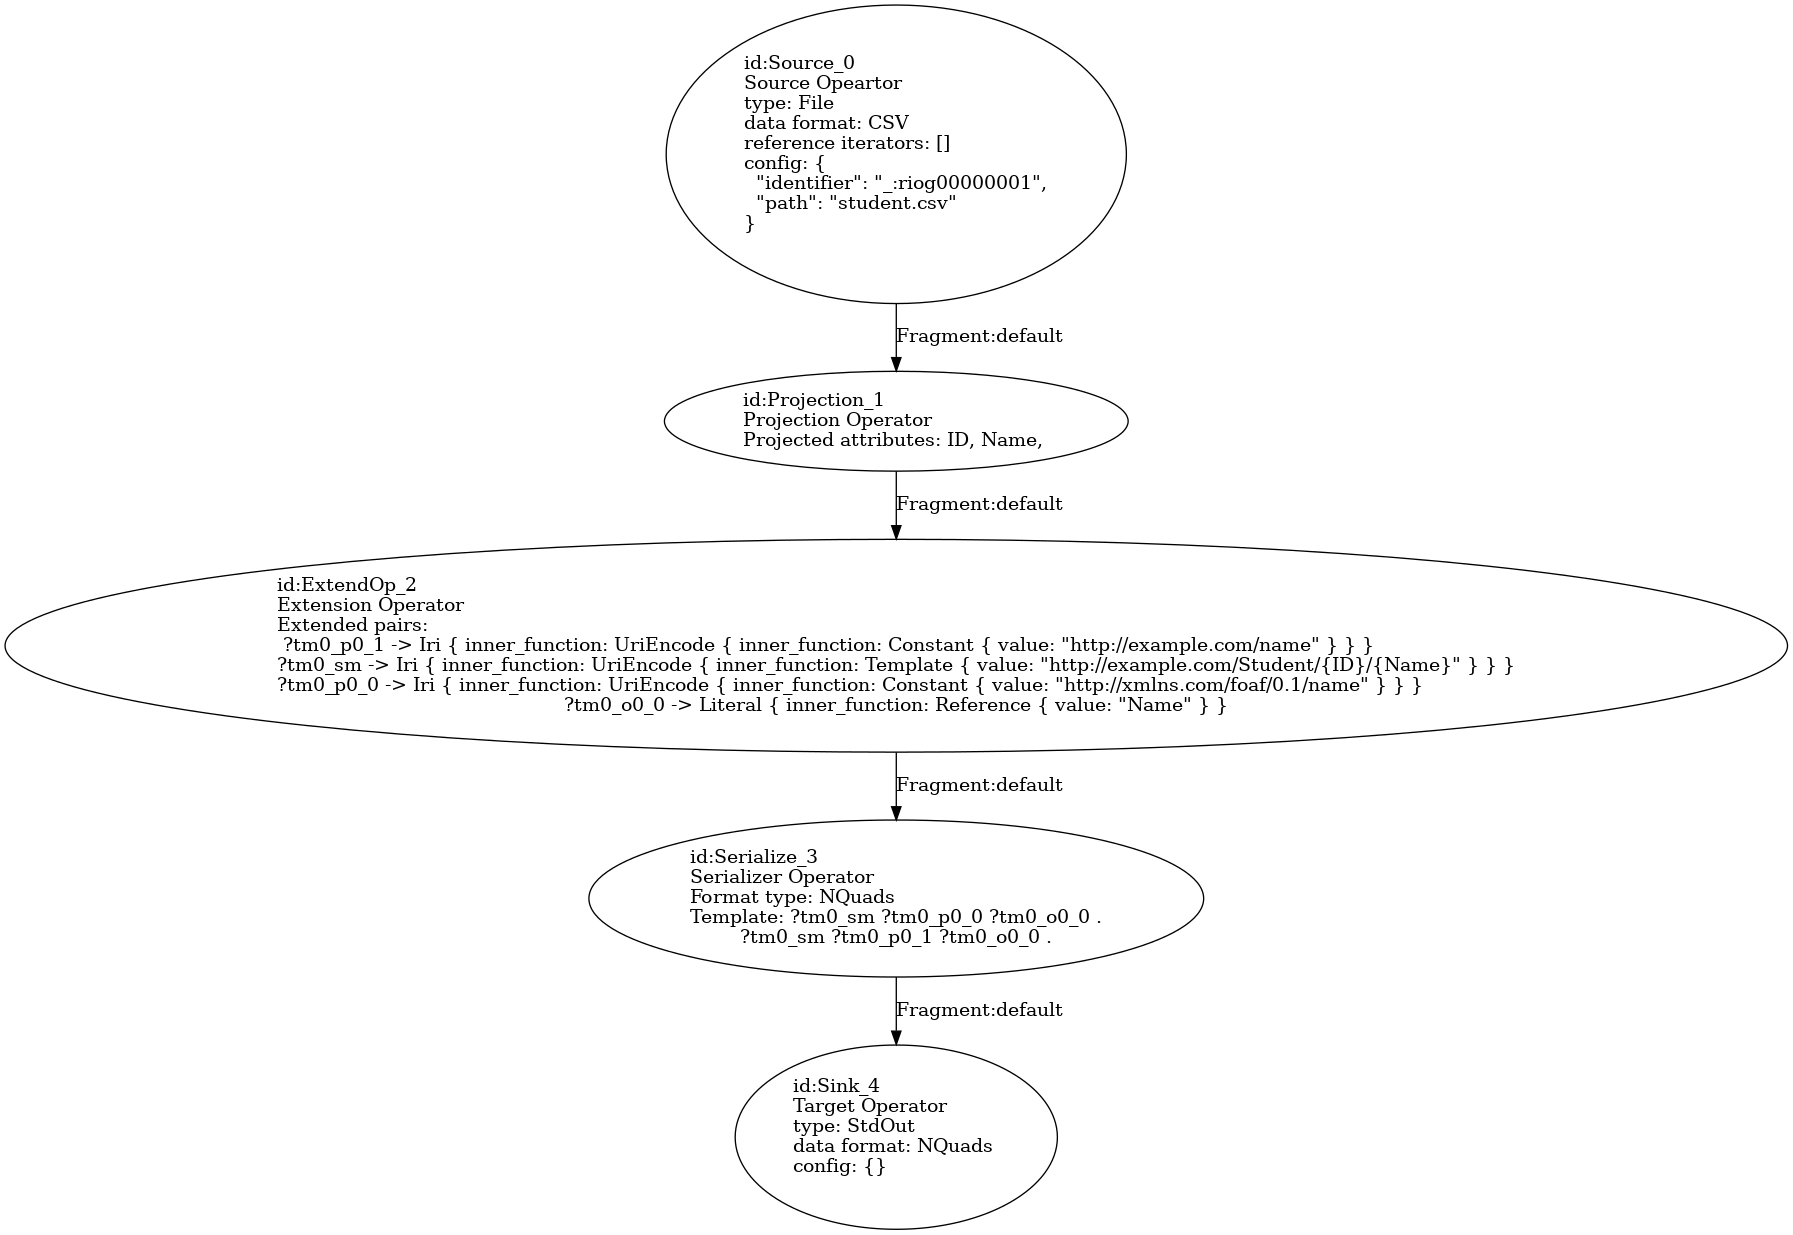 id:Source_0
Source Opeartor
type: File
data format: CSV
reference iterators: []
config: {
"identifier": "_:riog00000001",
"path": "student.csv"
}
Fragment:default
id:Projection_1
Projection Operator
Projected attributes: ID, Name,
Fragment:default
id:ExtendOp_2
Extension Operator
Extended pairs:
?tm0_p0_1 -> Iri { inner_function: UriEncode { inner_function: Constant { value: "http://example.com/name" } } }
?tm0_sm -> Iri { inner_function: UriEncode { inner_function: Template { value: "http://example.com/Student/{ID}/{Name}" } } }
?tm0_p0_0 -> Iri { inner_function: UriEncode { inner_function: Constant { value: "http://xmlns.com/foaf/0.1/name" } } }
?tm0_o0_0 -> Literal { inner_function: Reference { value: "Name" } }
Fragment:default
id:Serialize_3
Serializer Operator
Format type: NQuads
Template: ?tm0_sm ?tm0_p0_0 ?tm0_o0_0 .
?tm0_sm ?tm0_p0_1 ?tm0_o0_0 .
Fragment:default
id:Sink_4
Target Operator
type: StdOut
data format: NQuads
config: {}